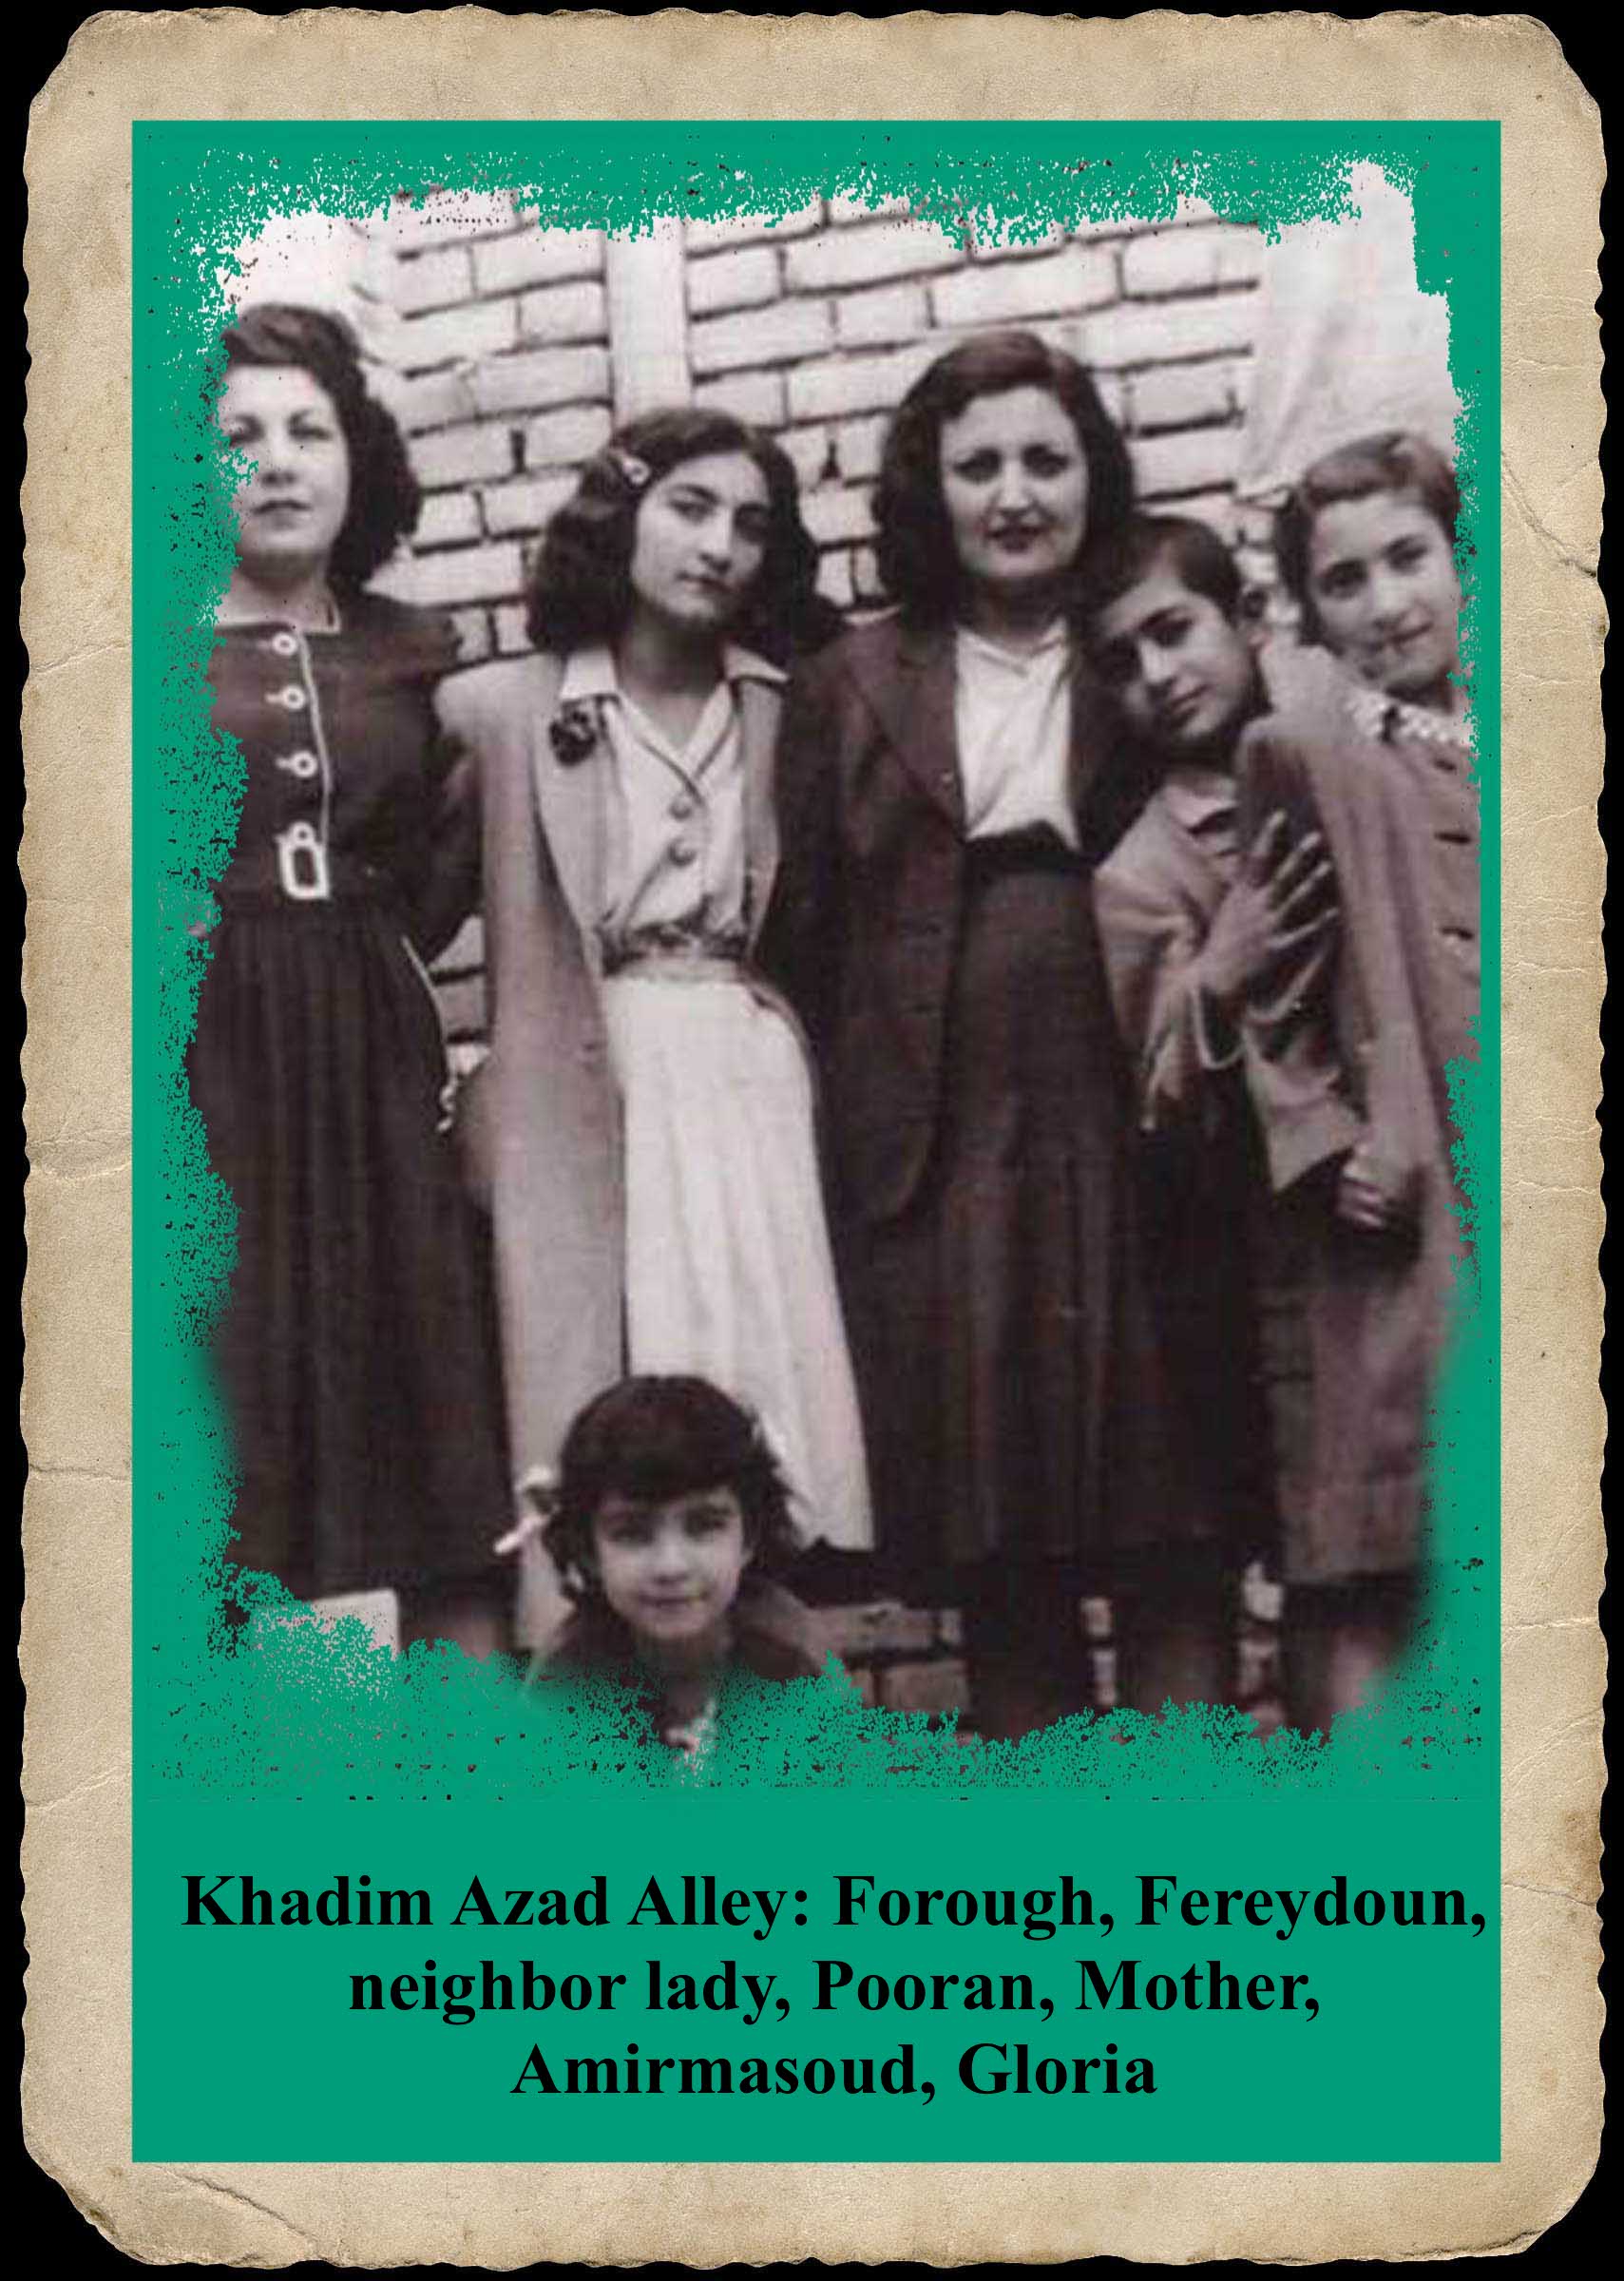 Khadim Azad Alley: Forough, Fereydoun,
neighbor lady, Pooran, Mother,
Amirmasoud, Gloria